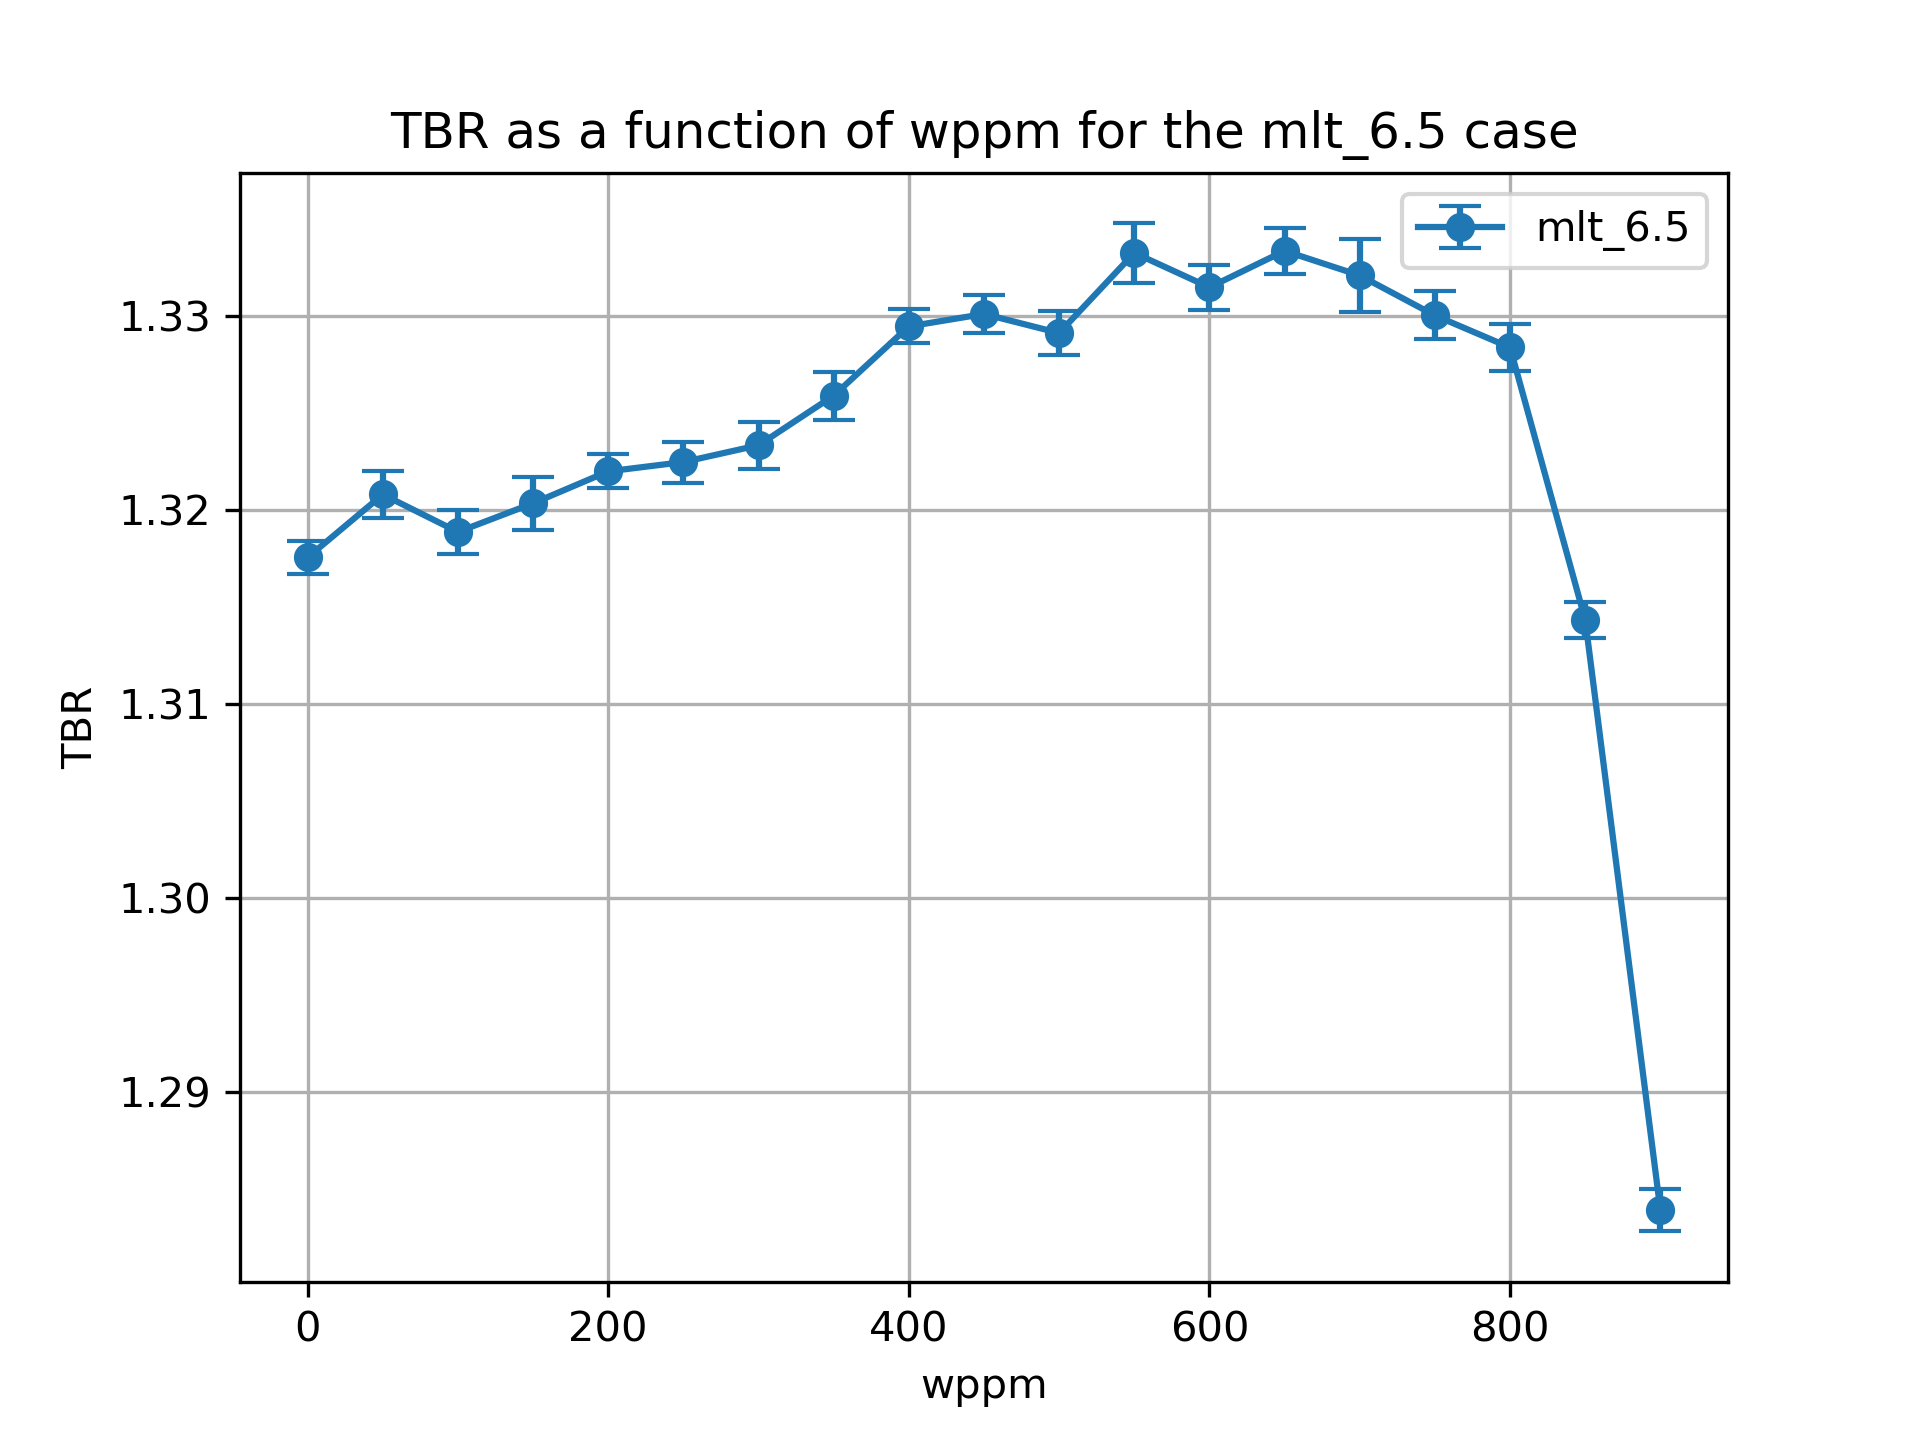 TBR as a function of wppm for the mlt_6.5 case
mlt_6.5
1.33
1.32
1.31
1.30
1.29
TBR
0 200 400 600 800
wppm